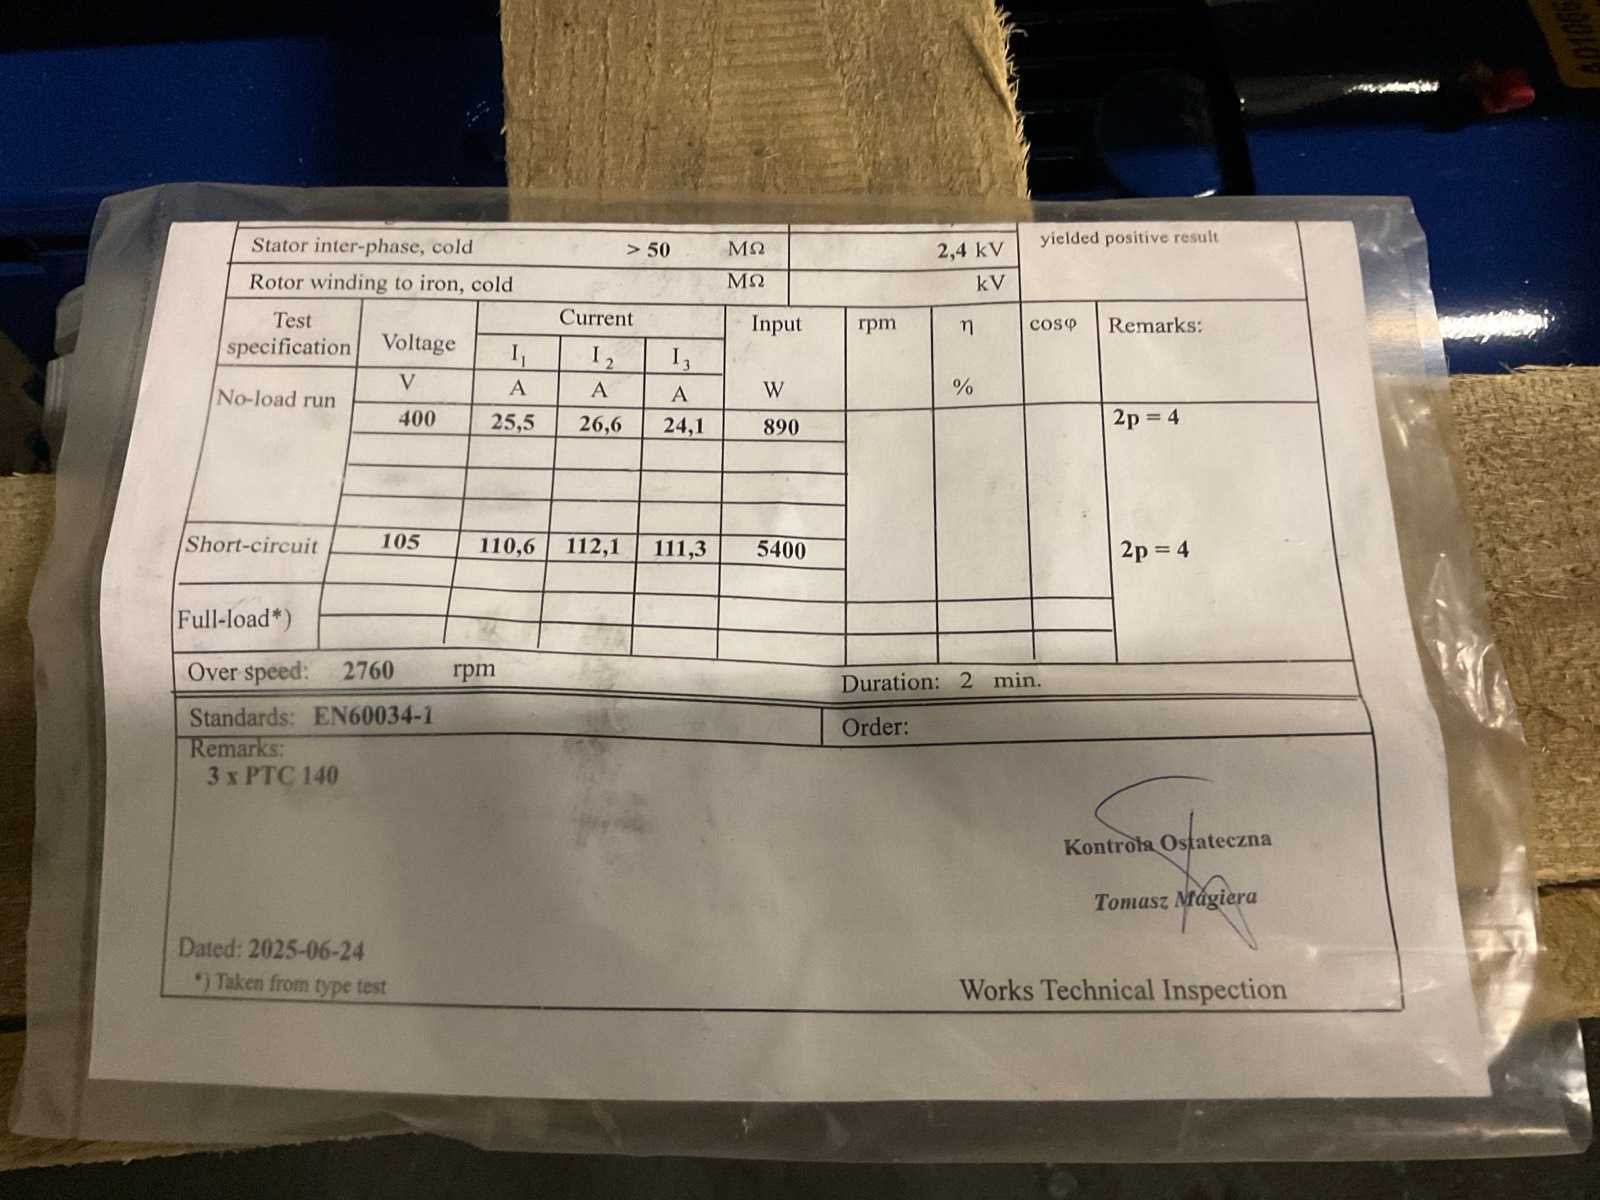 Stator inter-phase, cold > 50 MΩ 2,4 kV yielded positive result
Rotor winding to iron, cold MΩ kV
Test specification Voltage Current Input rpm η cosφ Remarks:
I1 I2 I3
V A A A W %
No-load run
400 25,5 26,6 24,1 890 2p = 4
Short-circuit 105 110,6 112,1 111,3 5400 2p = 4
Full-load*)
Over speed: 2760 rpm Duration: 2 min.
Standards: EN60034-1 Order:
Remarks:
3 x PTC 140
Kontrola Ostateczna
Tomasz Magiera
Dated: 2025-06-24
*) Taken from type test
Works Technical Inspection